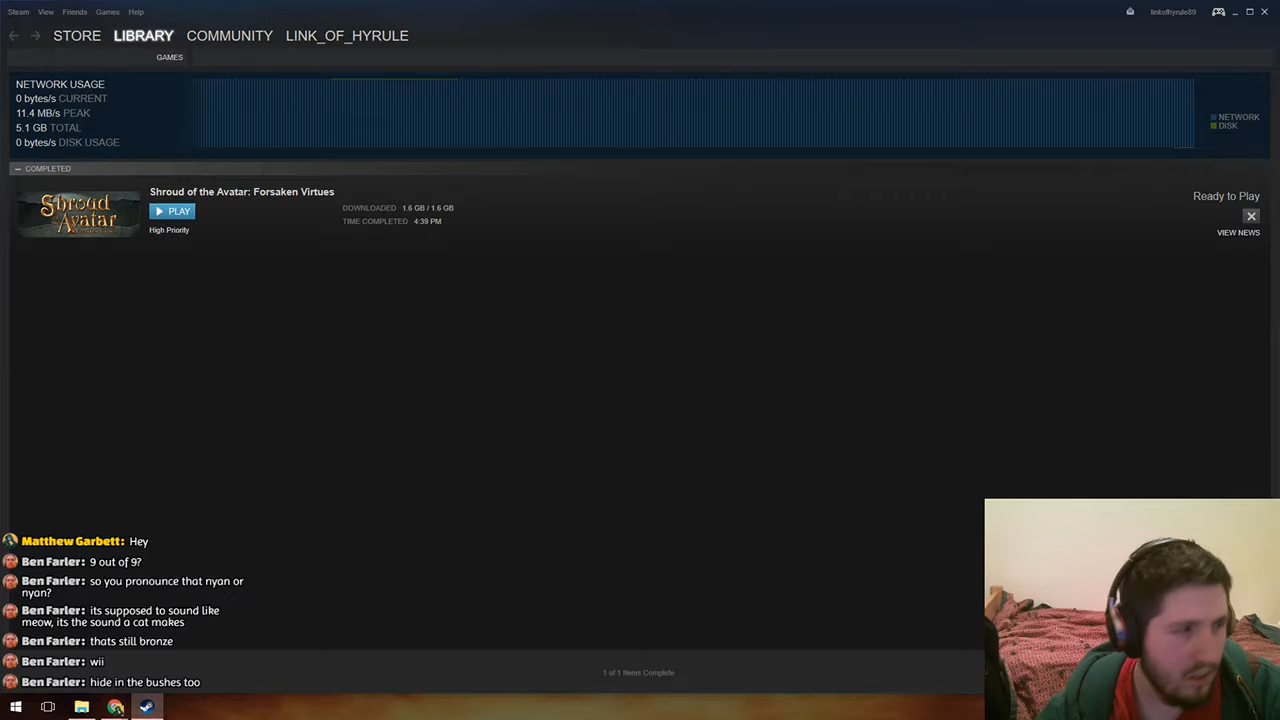 Steam View Friends Games Help
linkofhyrule89
STORE LIBRARY COMMUNITY LINK_OF_HYRULE
GAMES
NETWORK USAGE
0 bytes/s CURRENT
11.4 MB/s PEAK
5.1 GB TOTAL
0 bytes/s DISK USAGE
NETWORK
DISK
COMPLETED
Shroud of the Avatar: Forsaken Virtues
Shroud
of the
Avatar
PLAY
High Priority
DOWNLOADED 1.6 GB / 1.6 GB
TIME COMPLETED 4:39 PM
Ready to Play
VIEW NEWS
Matthew Garbett: Hey
Ben Farler: 9 out of 9?
Ben Farler: so you pronounce that nyan or
nyan?
Ben Farler: its supposed to sound like
meow, its the sound a cat makes
Ben Farler: thats still bronze
Ben Farler: wii
Ben Farler: hide in the bushes too
1 of 1 Items Complete